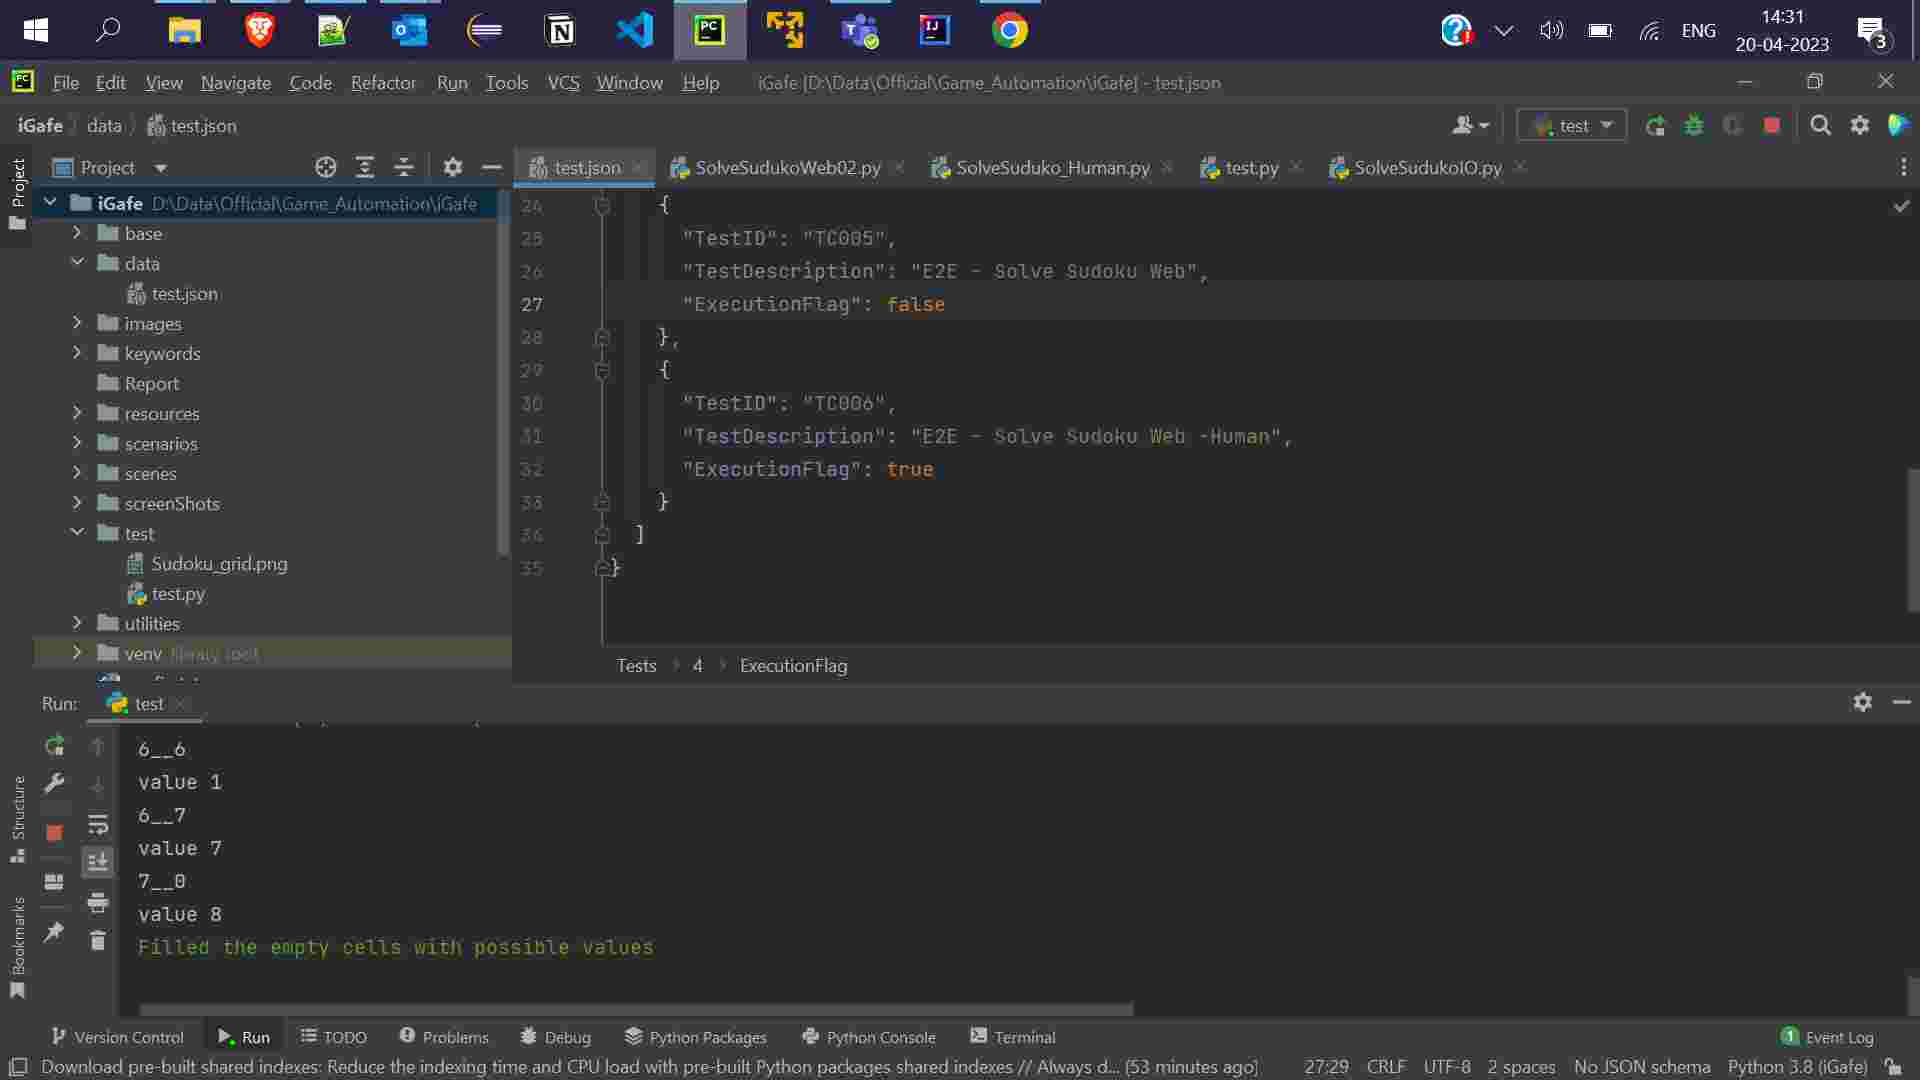 14:31
ENG
20-04-2023
3
File Edit View Navigate Code Refactor Run Tools VCS Window Help iGafe [D:\Data\Official\Game_Automation\iGafe] - test.json
iGafe data test.json
test
Project
test.json SolveSudukoWeb02.py SolveSuduko_Human.py test.py SolveSudukoIO.py
Project
iGafe D:\Data\Official\Game_Automation\iGafe
base
data
test.json
images
keywords
Report
resources
scenarios
scenes
screenShots
test
Sudoku_grid.png
test.py
utilities
venv library root
24 {
25 "TestID": "TC005",
26 "TestDescription": "E2E - Solve Sudoku Web",
27 "ExecutionFlag": false
28 },
29 {
30 "TestID": "TC006",
31 "TestDescription": "E2E - Solve Sudoku Web -Human",
32 "ExecutionFlag": true
33 }
34 ]
35 }
Tests 4 ExecutionFlag
Run: test
6__6
value 1
6__7
value 7
7__0
value 8
Filled the empty cells with possible values
Structure
Bookmarks
Version Control Run TODO Problems Debug Python Packages Python Console Terminal 1 Event Log
Download pre-built shared indexes: Reduce the indexing time and CPU load with pre-built Python packages shared indexes // Always d... (53 minutes ago) 27:29 CRLF UTF-8 2 spaces No JSON schema Python 3.8 (iGafe)